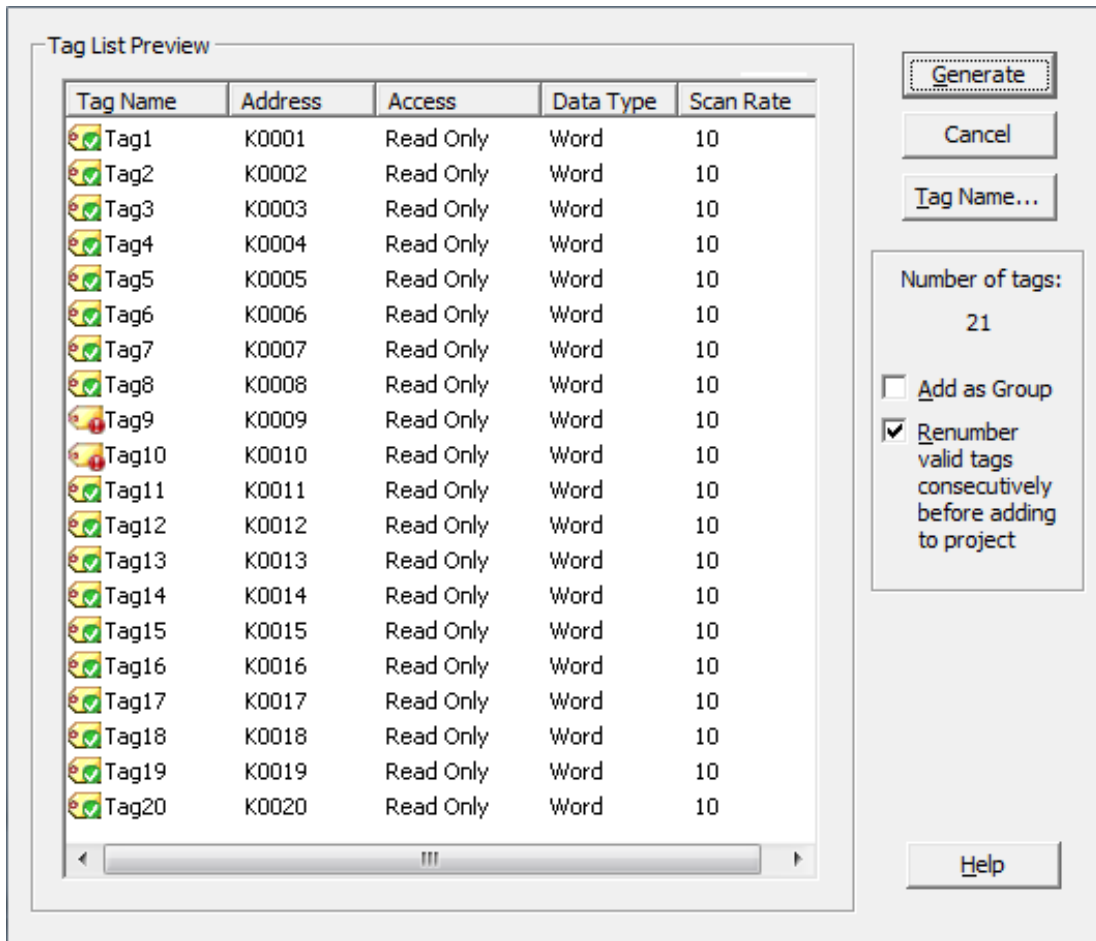 Tag List Preview
Tag Name Address Access Data Type Scan Rate
Tag1 K0001 Read Only Word 10
Tag2 K0002 Read Only Word 10
Tag3 K0003 Read Only Word 10
Tag4 K0004 Read Only Word 10
Tag5 K0005 Read Only Word 10
Tag6 K0006 Read Only Word 10
Tag7 K0007 Read Only Word 10
Tag8 K0008 Read Only Word 10
Tag9 K0009 Read Only Word 10
Tag10 K0010 Read Only Word 10
Tag11 K0011 Read Only Word 10
Tag12 K0012 Read Only Word 10
Tag13 K0013 Read Only Word 10
Tag14 K0014 Read Only Word 10
Tag15 K0015 Read Only Word 10
Tag16 K0016 Read Only Word 10
Tag17 K0017 Read Only Word 10
Tag18 K0018 Read Only Word 10
Tag19 K0019 Read Only Word 10
Tag20 K0020 Read Only Word 10
Generate
Cancel
Tag Name...
Number of tags:
21
Add as Group
Renumber
valid tags
consecutively
before adding
to project
Help